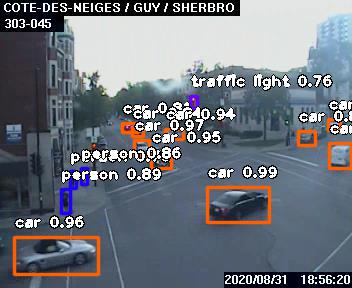 COTE-DES-NEIGES / GUY / SHERBRO
303-045
traffic light 0.76
car 0.94
car 0.97
car 0.95
person 0.86
person 0.89
car 0.99
car 0.96
2020/08/31 18:56:20